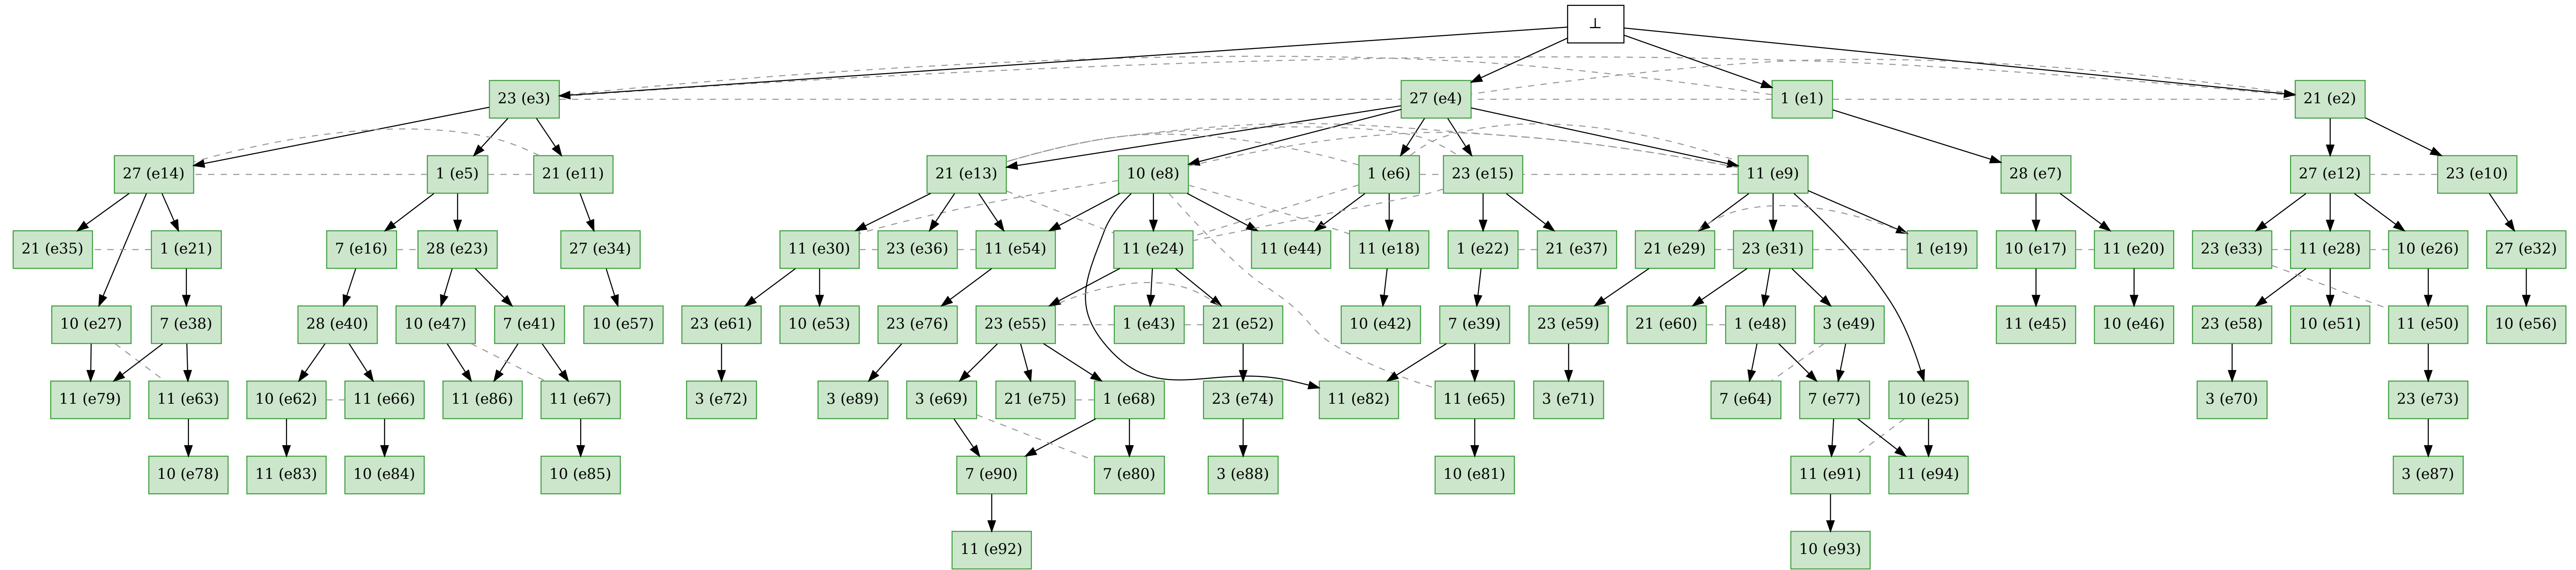 ⊥
23 (e3)
27 (e4)
1 (e1)
21 (e2)
27 (e14)
1 (e5)
21 (e11)
21 (e13)
10 (e8)
1 (e6)
23 (e15)
11 (e9)
28 (e7)
27 (e12)
23 (e10)
21 (e35)
1 (e21)
7 (e16)
28 (e23)
27 (e34)
11 (e30)
23 (e36)
11 (e54)
11 (e24)
11 (e44)
11 (e18)
1 (e22)
21 (e37)
21 (e29)
23 (e31)
1 (e19)
10 (e17)
11 (e20)
23 (e33)
11 (e28)
10 (e26)
27 (e32)
10 (e27)
7 (e38)
28 (e40)
10 (e47)
7 (e41)
10 (e57)
23 (e61)
10 (e53)
23 (e76)
23 (e55)
1 (e43)
21 (e52)
10 (e42)
7 (e39)
23 (e59)
21 (e60)
1 (e48)
3 (e49)
11 (e45)
10 (e46)
23 (e58)
10 (e51)
11 (e50)
10 (e56)
11 (e79)
11 (e63)
10 (e62)
11 (e66)
11 (e86)
11 (e67)
3 (e72)
3 (e89)
3 (e69)
21 (e75)
1 (e68)
23 (e74)
11 (e82)
11 (e65)
3 (e71)
7 (e64)
7 (e77)
10 (e25)
3 (e70)
23 (e73)
10 (e78)
11 (e83)
10 (e84)
10 (e85)
7 (e90)
7 (e80)
3 (e88)
10 (e81)
11 (e91)
11 (e94)
3 (e87)
11 (e92)
10 (e93)